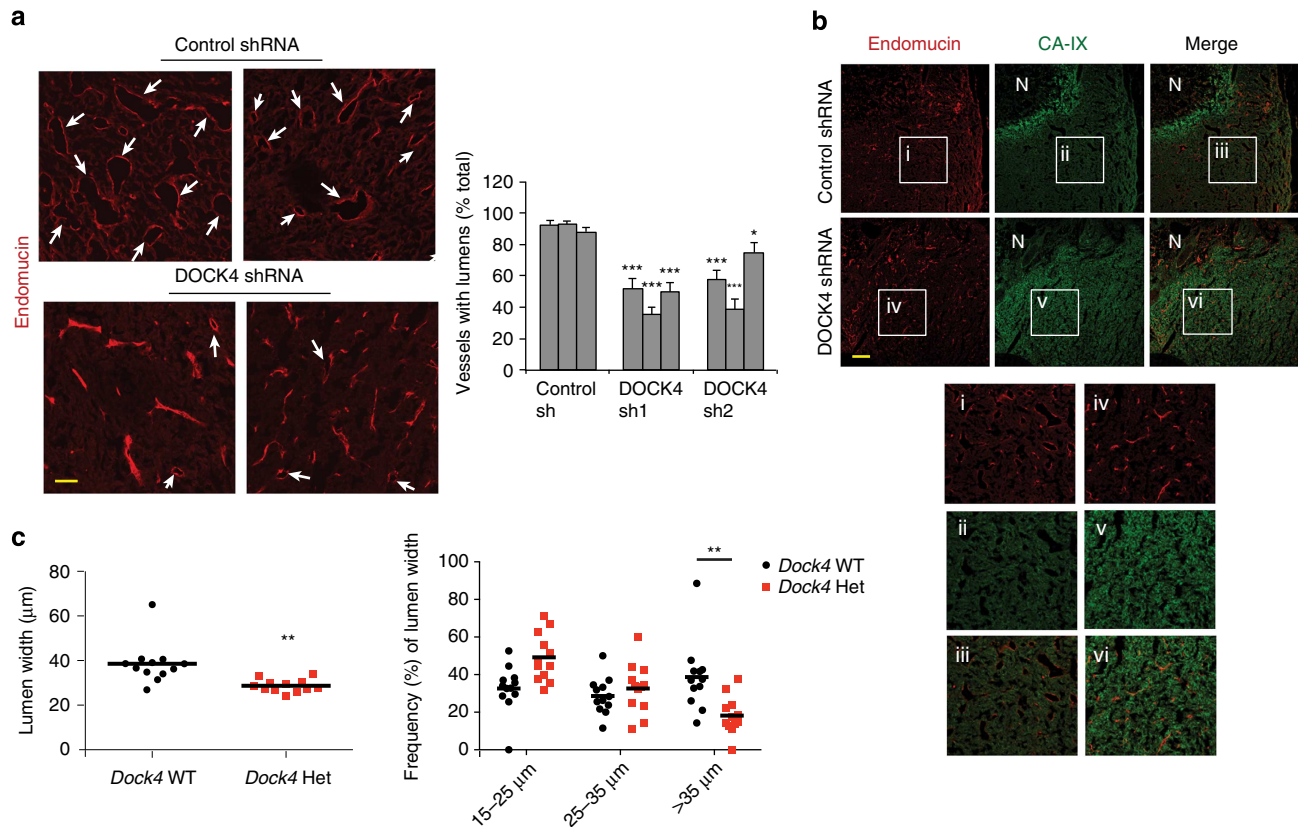 a
Control shRNA
DOCK4 shRNA
Endomucin
Vessels with lumens (% total)
120
100
80
60
40
20
0
***
***
***
***
***
*
Control
sh
DOCK4
sh1
DOCK4
sh2
b
Endomucin
CA-IX
Merge
Control shRNA
DOCK4 shRNA
N
N
i
ii
iii
N
N
iv
v
vi
i
iv
ii
v
iii
vi
c
Lumen width (μm)
80
60
40
20
0
**
Dock4 WT
Dock4 Het
Frequency (%) of lumen width
100
80
60
40
20
0
**
Dock4 WT
Dock4 Het
15–25 μm
25–35 μm
>35 μm